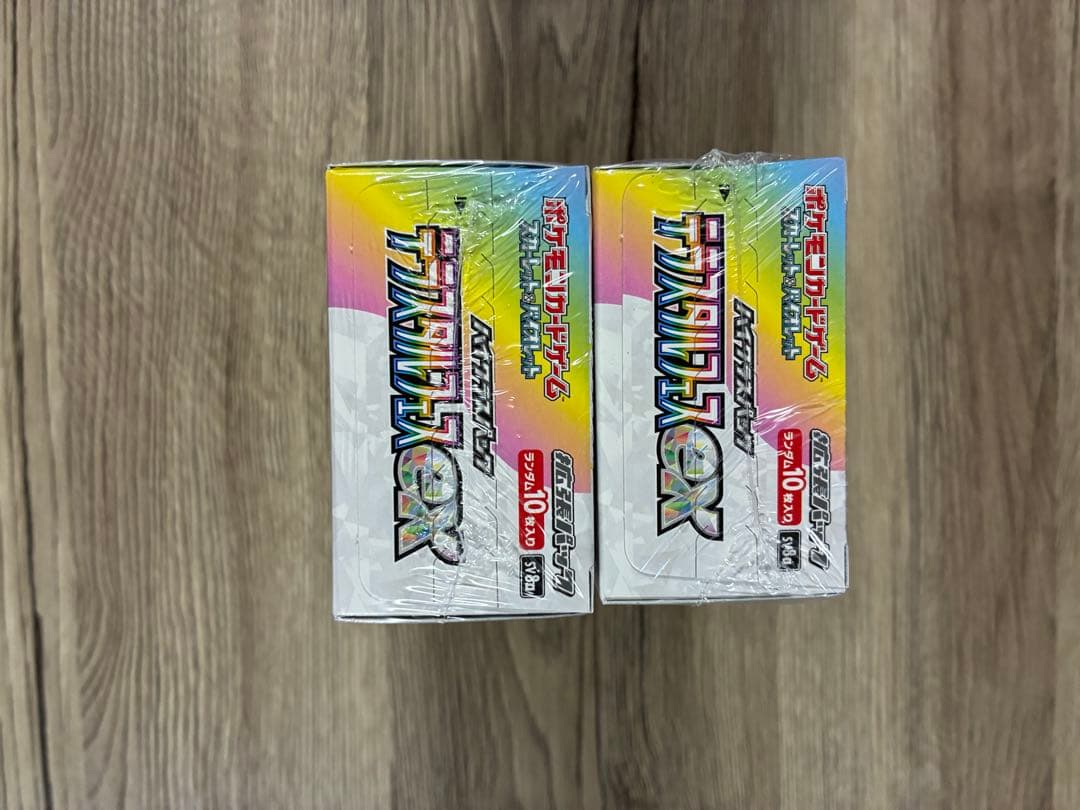 ポケモンカードゲーム
スカーレット&バイオレット
拡張パック
ハイクラスパック
テラスタルフェスex
ランダム10枚入り
sv8a
ポケモンカードゲーム
スカーレット&バイオレット
拡張パック
ハイクラスパック
テラスタルフェスex
ランダム10枚入り
sv8a